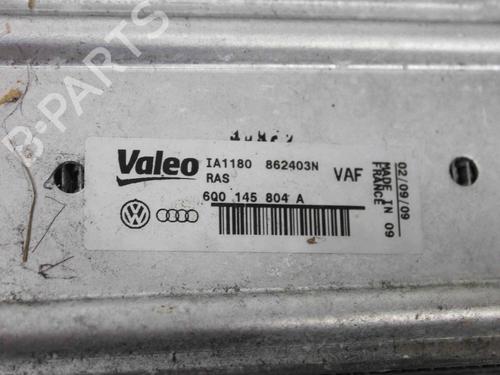 B-Parts
Valeo
IA1180 862403N
RAS
VAF
6Q0 145 804 A
02/09/09
MADE IN 09
FRANCE